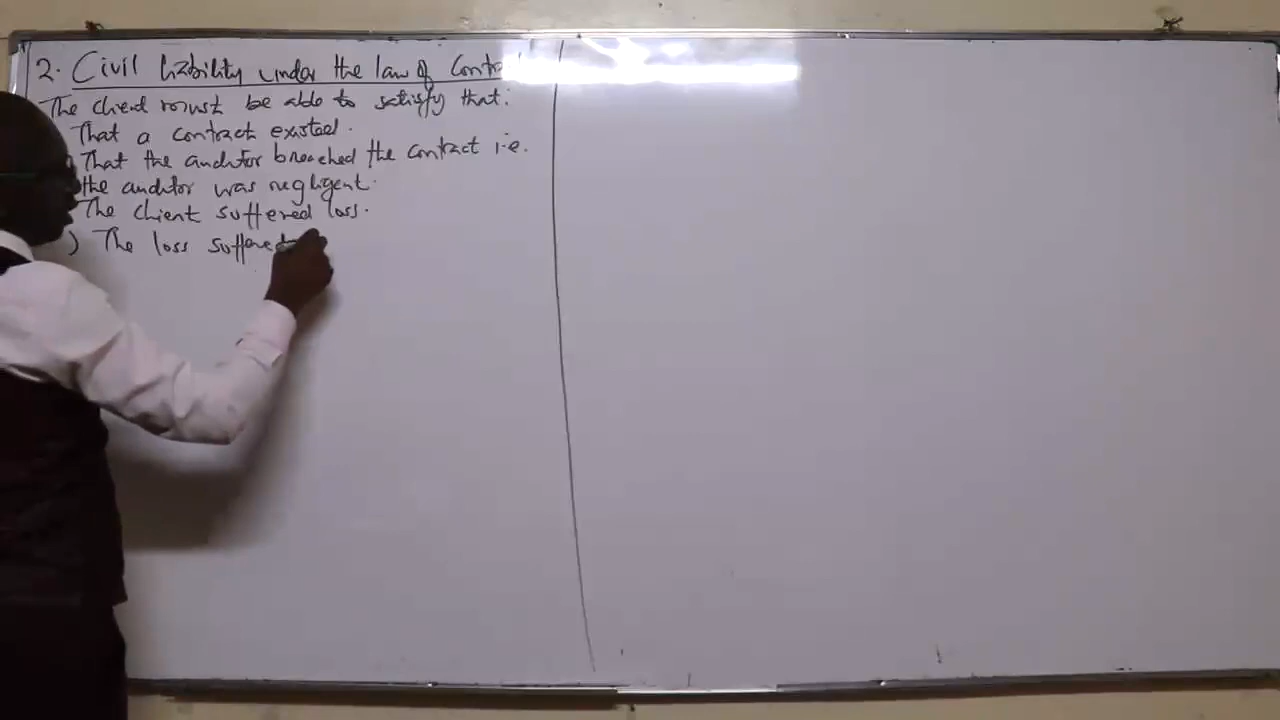 2. Civil liability under the law of Contra
The client must be able to satisfy that:
That a contract existed.
That the auditor breached the contract i.e.
the auditor was negligent.
The client suffered loss.
) The loss suffered